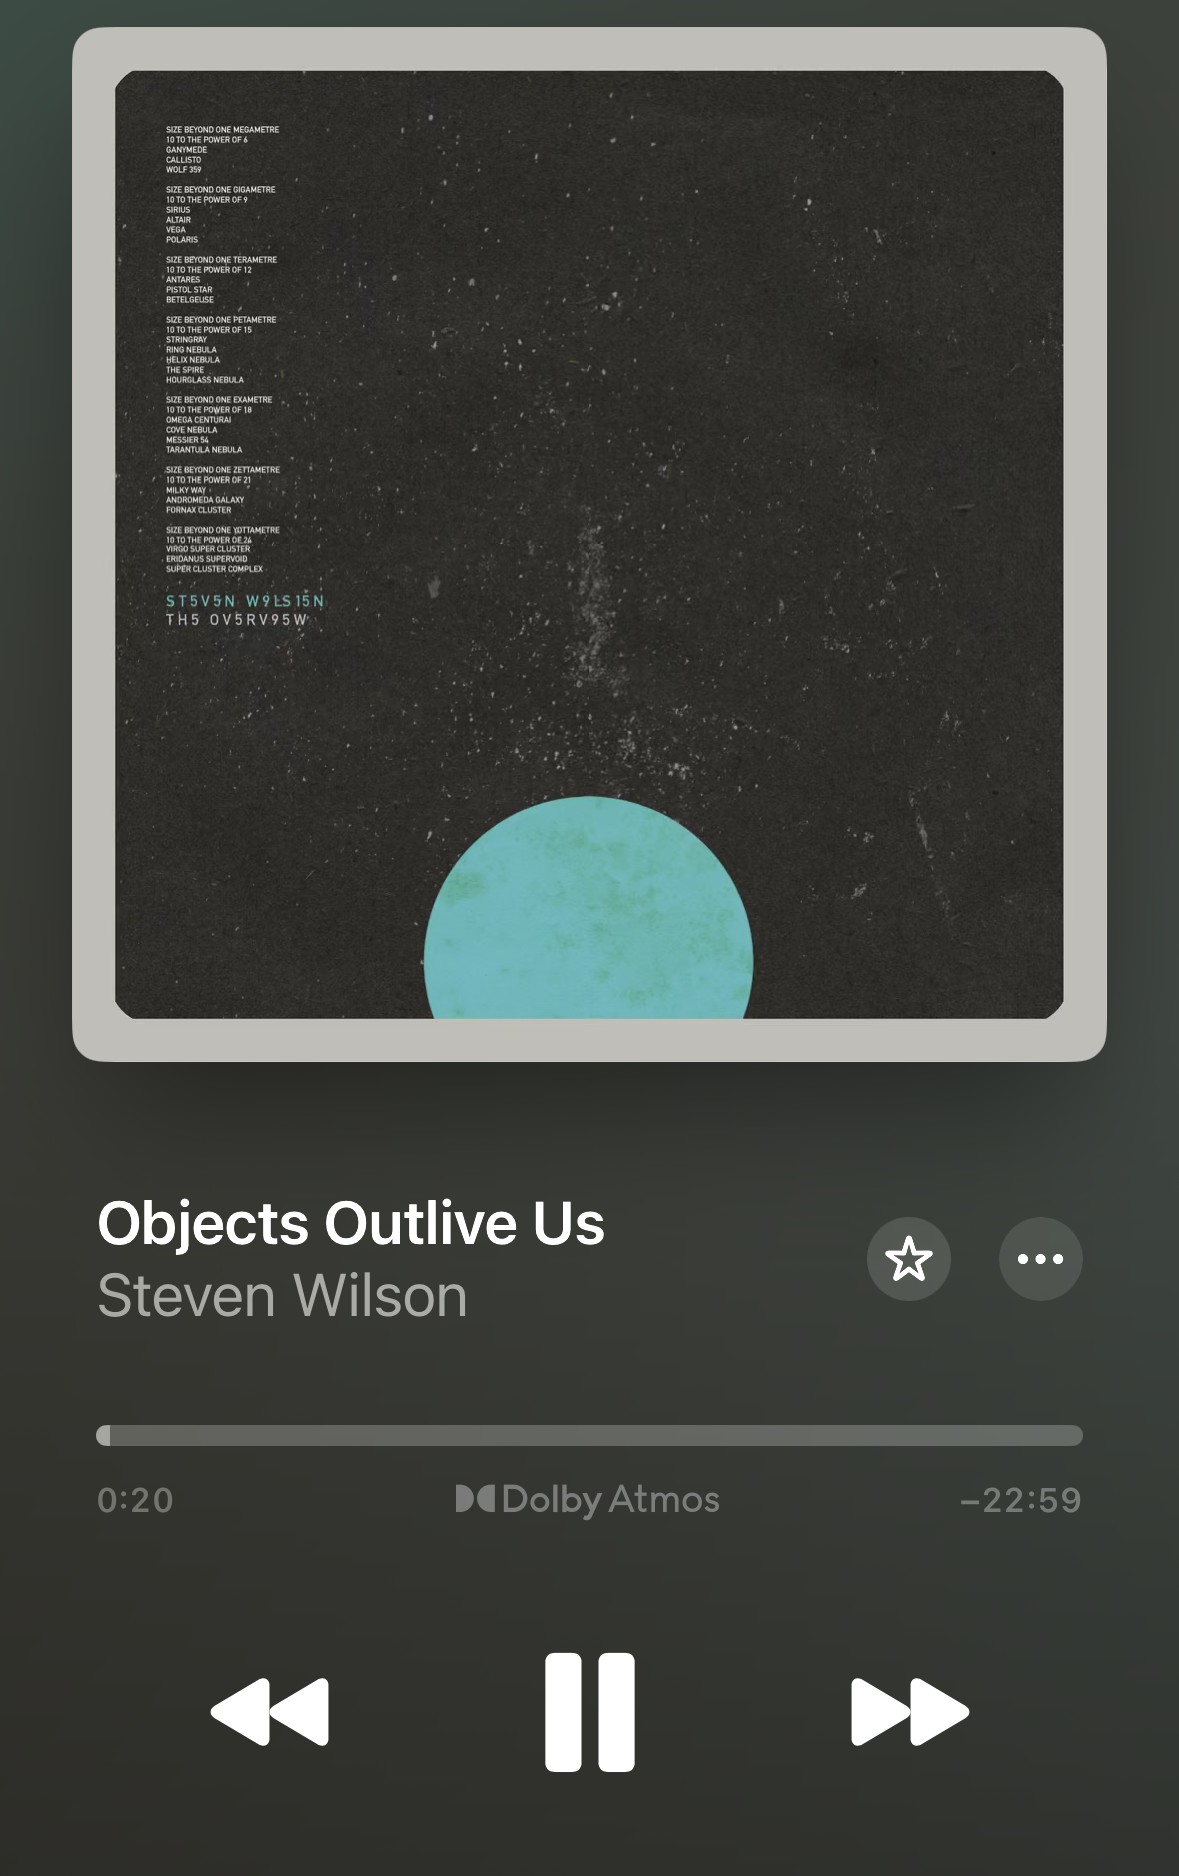 SIZE BEYOND ONE MEGAMETRE
10 TO THE POWER OF 6
GANYMEDE
CALLISTO
WOLF 359
SIZE BEYOND ONE GIGAMETRE
10 TO THE POWER OF 9
SIRIUS
ALTAIR
VEGA
POLARIS
SIZE BEYOND ONE TERAMETRE
10 TO THE POWER OF 12
ANTARES
PISTOL STAR
BETELGEUSE
SIZE BEYOND ONE PETAMETRE
10 TO THE POWER OF 15
STRINGRAY
RING NEBULA
HELIX NEBULA
THE SPIRE
HOURGLASS NEBULA
SIZE BEYOND ONE EXAMETRE
10 TO THE POWER OF 18
OMEGA CENTURAI
COVE NEBULA
MESSIER 54
TARANTULA NEBULA
SIZE BEYOND ONE ZETTAMETRE
10 TO THE POWER OF 21
MILKY WAY
ANDROMEDA GALAXY
FORNAX CLUSTER
SIZE BEYOND ONE YOTTAMETRE
10 TO THE POWER OF 24
VIRGO SUPER CLUSTER
ERIDANUS SUPERVOID
SUPER CLUSTER COMPLEX
ST5V5N W9LS15N
TH5 OV5RV95W
Objects Outlive Us
Steven Wilson
0:20
Dolby Atmos
–22:59